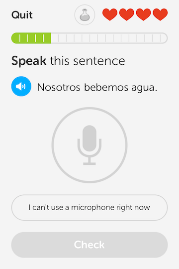 Quit
Speak this sentence
Nosotros bebemos agua.
I can't use a microphone right now
Check